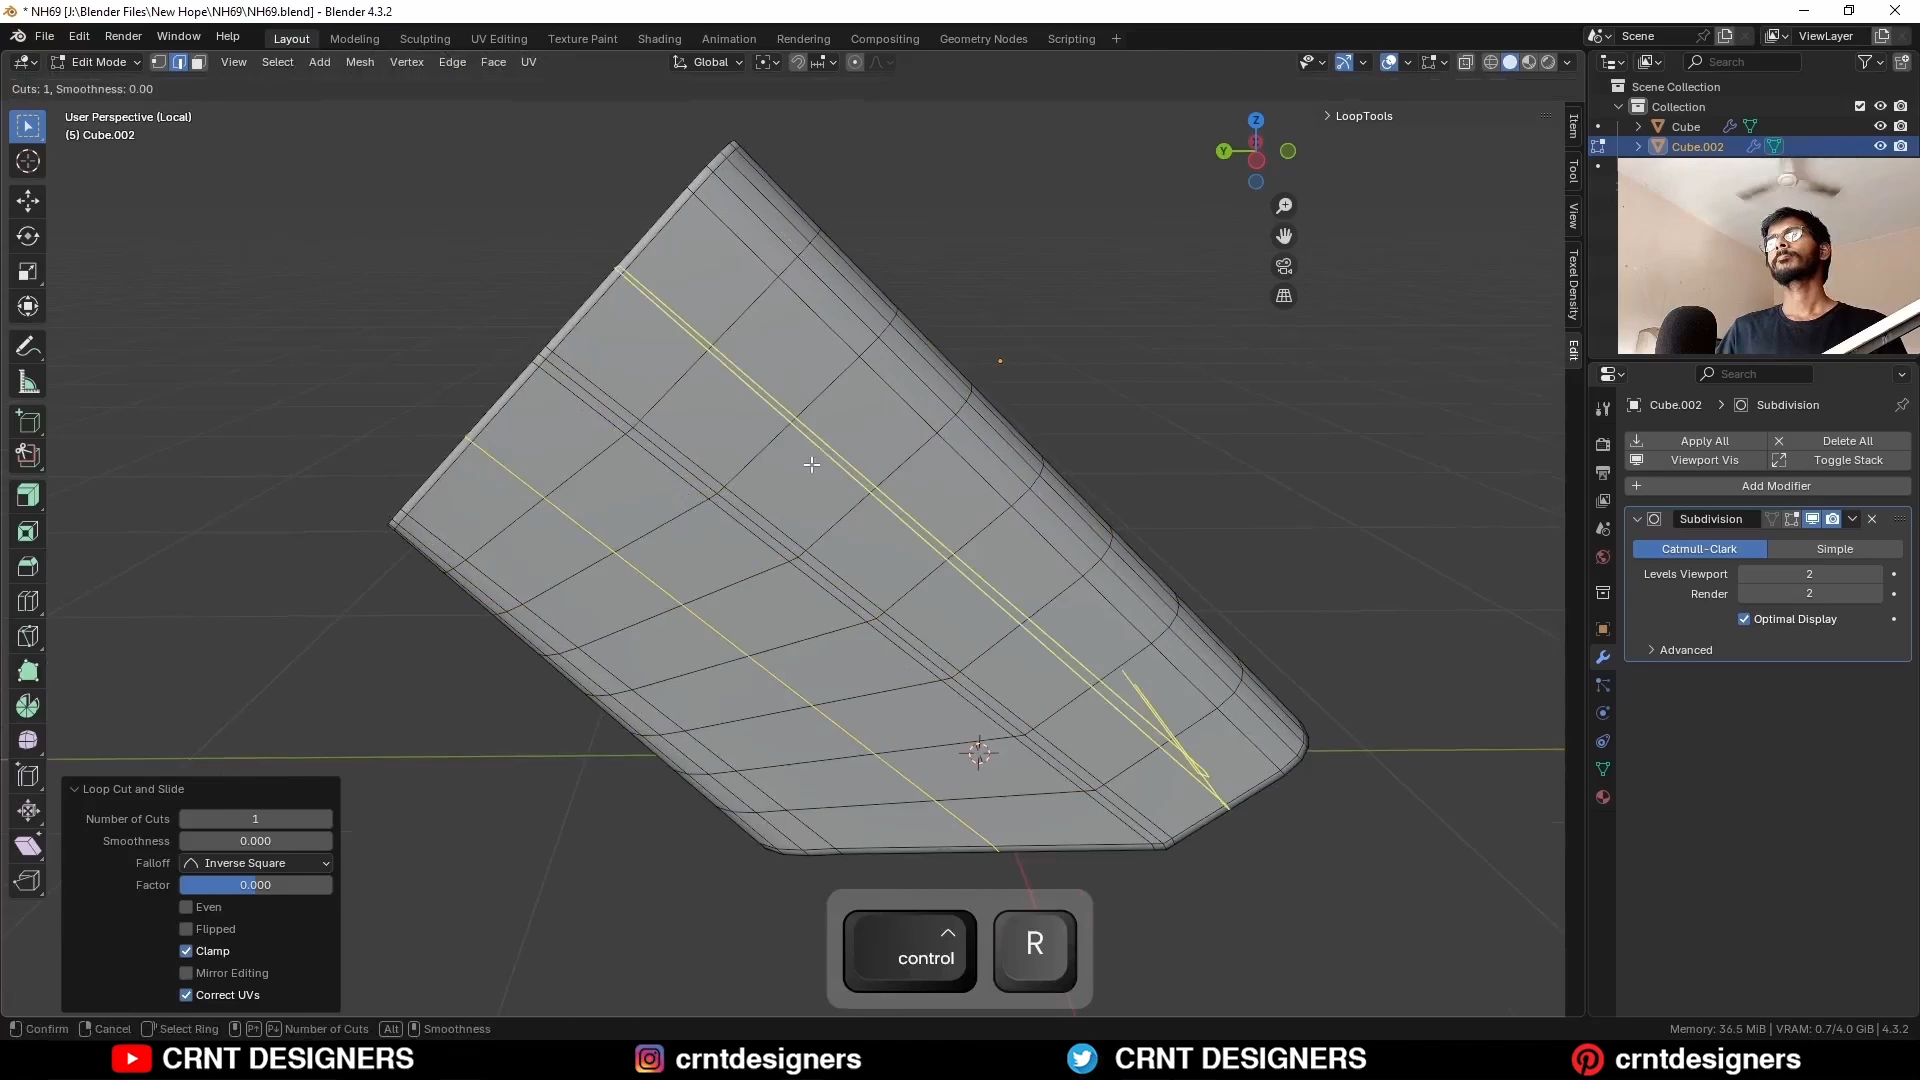 * NH69 [J:\Blender Files\New Hope\NH69\NH69.blend] - Blender 4.3.2
File Edit Render Window Help Layout Modeling Sculpting UV Editing Texture Paint Shading Animation Rendering Compositing Geometry Nodes Scripting + Scene ViewLayer
Edit Mode View Select Add Mesh Vertex Edge Face UV Global Search
Cuts: 1, Smoothness: 0.00
Scene Collection
Collection
Cube
Cube.002
User Perspective (Local)
(5) Cube.002
LoopTools
Z
Y
Item
Tool
View
Texel Density
Edit
Search
Cube.002 Subdivision
Apply All Delete All
Viewport Vis Toggle Stack
Add Modifier
Subdivision
Catmull-Clark Simple
Levels Viewport 2
Render 2
Optimal Display
Advanced
Loop Cut and Slide
Number of Cuts 1
Smoothness 0.000
Falloff Inverse Square
Factor 0.000
Even
Flipped
Clamp
Mirror Editing
Correct UVs
control R
Confirm Cancel Select Ring Number of Cuts Alt Smoothness Memory: 36.5 MiB | VRAM: 0.7/4.0 GiB | 4.3.2
CRNT DESIGNERS crntdesigners CRNT DESIGNERS crntdesigners